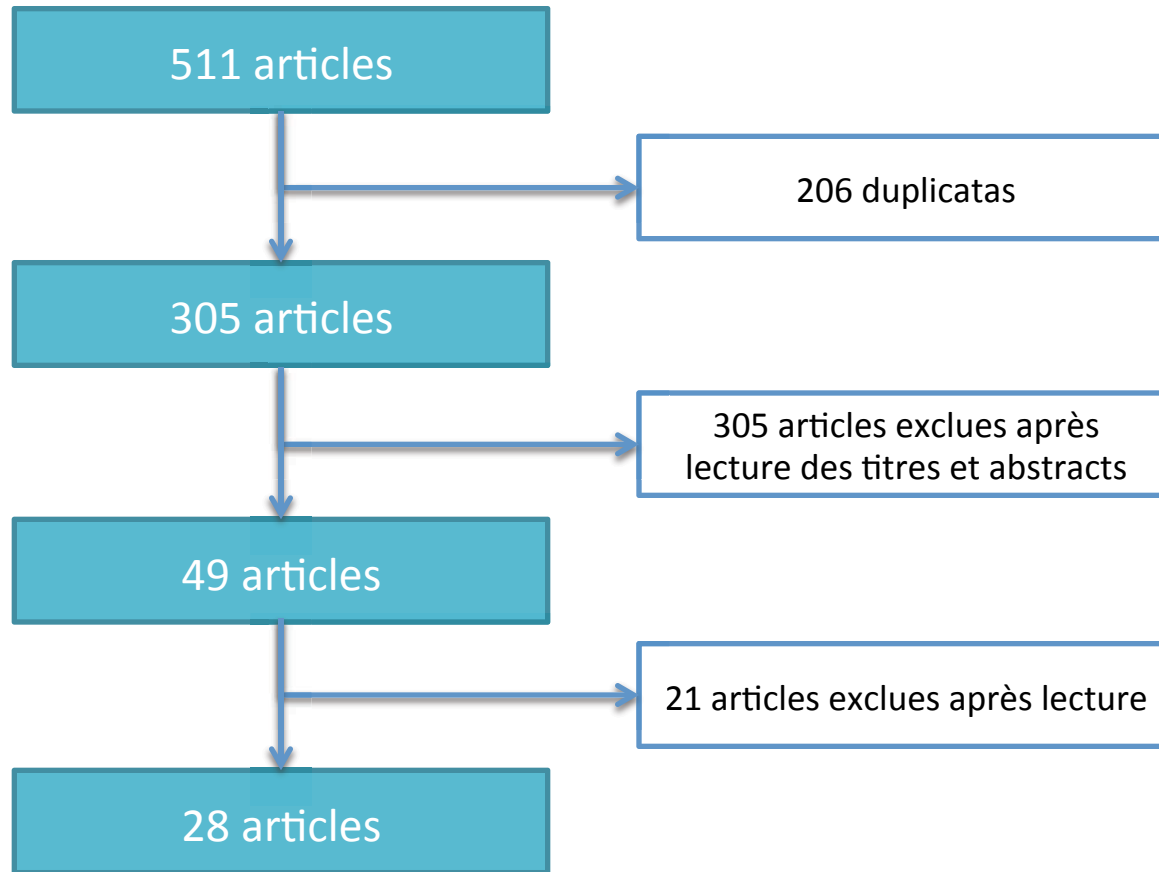 511 articles
206 duplicatas
305 articles
305 articles exclues après
lecture des titres et abstracts
49 articles
21 articles exclues après lecture
28 articles